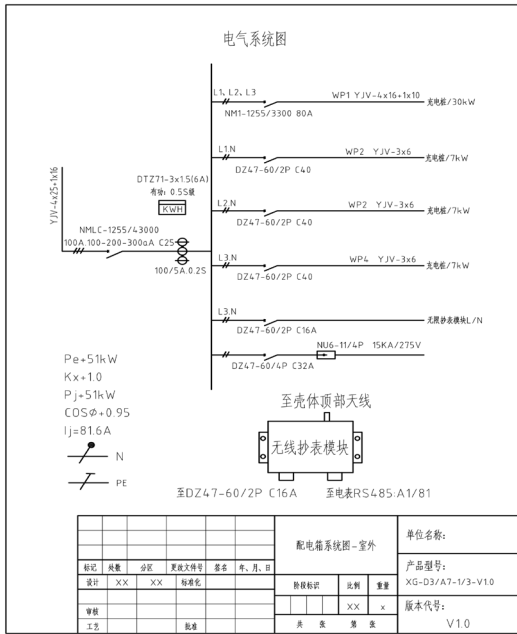 电气系统图
L1、L2、L3
WP1 YJV-4x16+1x10
NM1-125S/3300 80A
充电桩/30kW
L1.N
WP2 YJV-3x6
DZ47-60/2P C40
充电桩/7kW
DTZ71-3x1.5(6A)
有功: 0.5S级
KWH
L2.N
WP2 YJV-3x6
DZ47-60/2P C40
充电桩/7kW
YJV-4x25+1x16
NMLC-125S/43000
100A.100-200-300aA C25
100/5A.0.2S
L3.N
WP4 YJV-3x6
DZ47-60/2P C40
充电桩/7kW
L3.N
DZ47-60/2P C16A
无线抄表模块L/N
NU6-11/4P 15KA/275V
DZ47-60/4P C32A
Pe+51kW
Kx+1.0
Pj+51kW
COSΦ+0.95
Ij=81.6A
N
PE
至壳体顶部天线
无线抄表模块
至DZ47-60/2P C16A
至电表RS485:A1/81
配电箱系统图-室外
单位名称:
标记 处数 分区 更改文件号 签名 年、月、日
产品型号:
XG-D3/A7-1/3-V1.0
设计 XX XX 标准化
阶段标识 比例 重量
XX x
审核
版本代号:
V1.0
工艺 批准
共 张 第 张